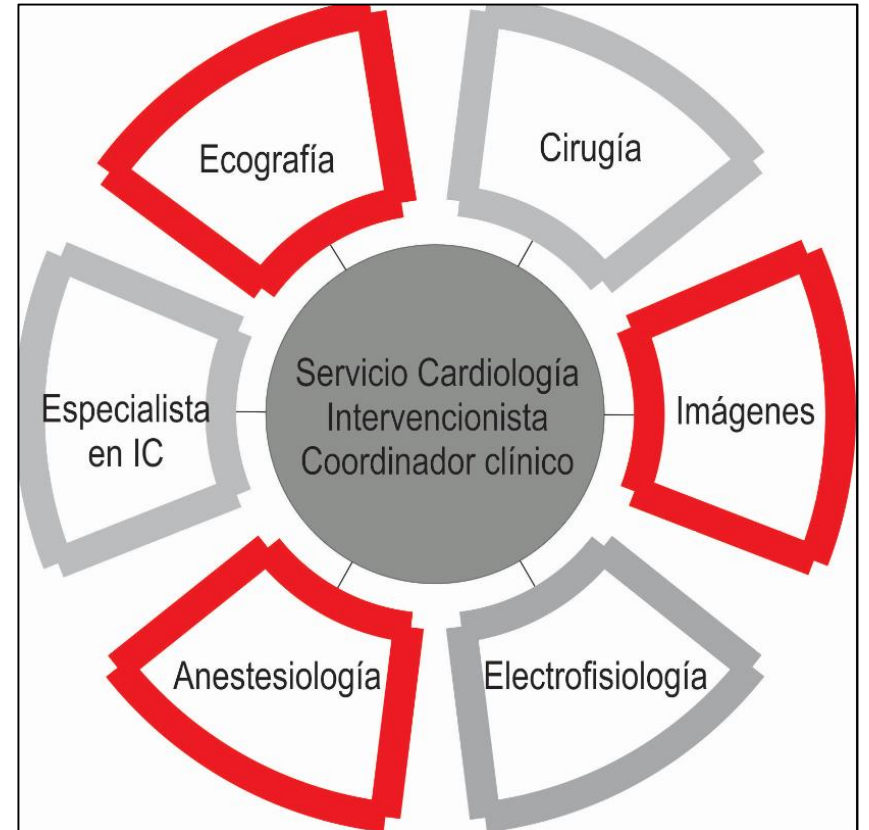 Ecografía
Cirugía
Servicio Cardiología
Intervencionista
Coordinador clínico
Especialista
en IC
Imágenes
Anestesiología
Electrofisiología